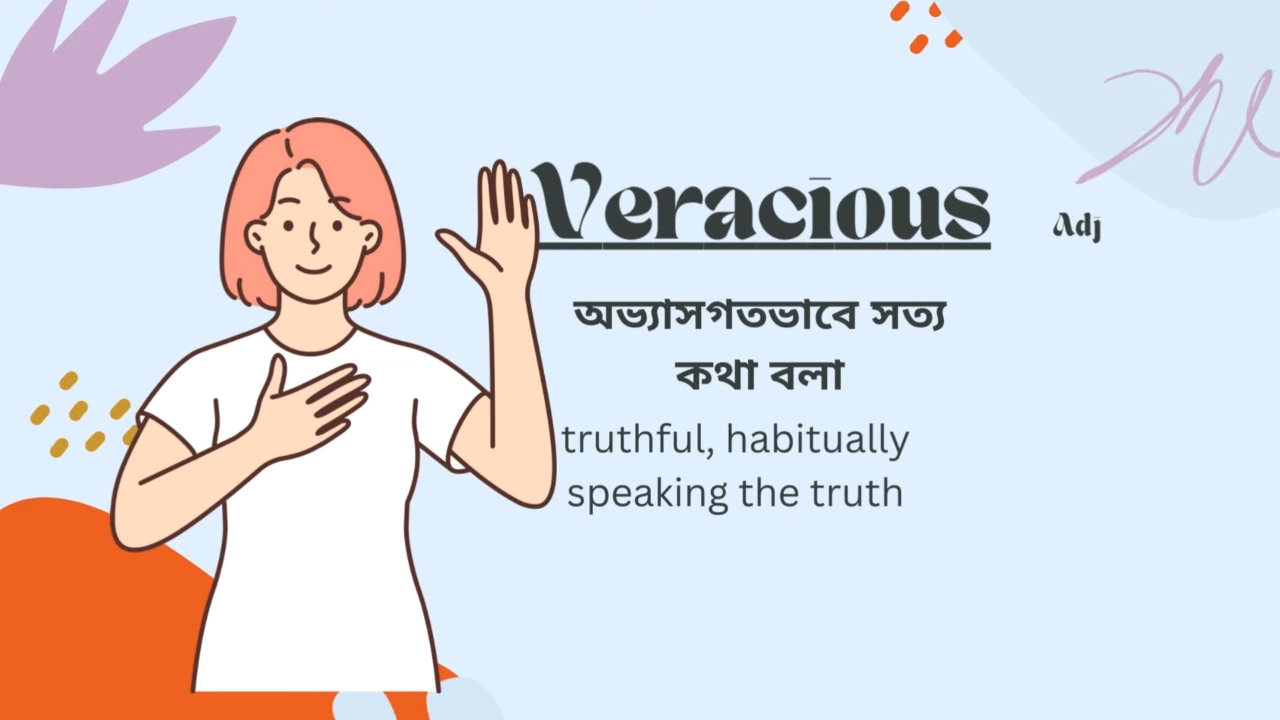 Veracious
Adj
অভ্যাসগতভাবে সত্য
কথা বলা
truthful, habitually
speaking the truth